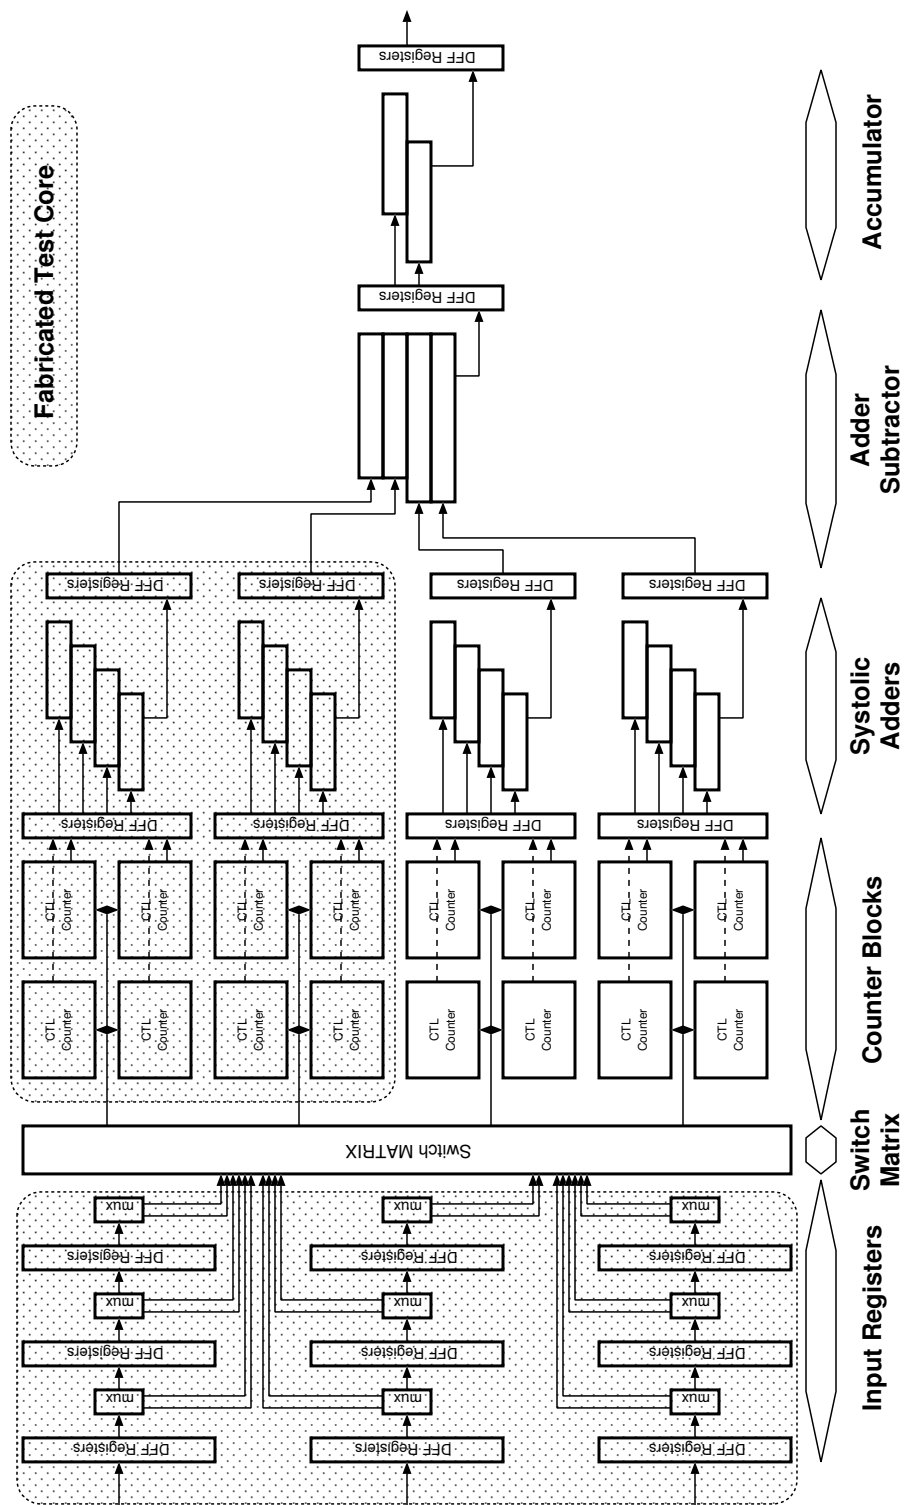 DFF Registers
Fabricated Test Core
Accumulator
DFF Registers
Adder
Subtractor
DFF Registers
DFF Registers
DFF Registers
DFF Registers
Systolic
Adders
DFF Registers
DFF Registers
DFF Registers
DFF Registers
CTL
Counter
CTL
Counter
CTL
Counter
CTL
Counter
CTL
Counter
CTL
Counter
CTL
Counter
CTL
Counter
Counter Blocks
CTL
Counter
CTL
Counter
CTL
Counter
CTL
Counter
CTL
Counter
CTL
Counter
CTL
Counter
CTL
Counter
Switch MATRIX
Switch
Matrix
mux
mux
mux
DFF Registers
DFF Registers
DFF Registers
mux
mux
mux
Input Registers
DFF Registers
DFF Registers
DFF Registers
mux
mux
mux
DFF Registers
DFF Registers
DFF Registers